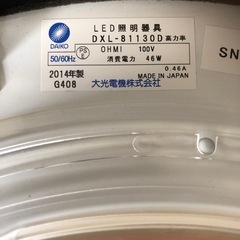 LED照明器具
DAIKO
DXL-81130D 高力率
50/60Hz
PSE
OHMI 100V
消費電力 46W
0.46A
2014年製
MADE IN JAPAN
G408
大光電機株式会社
SN